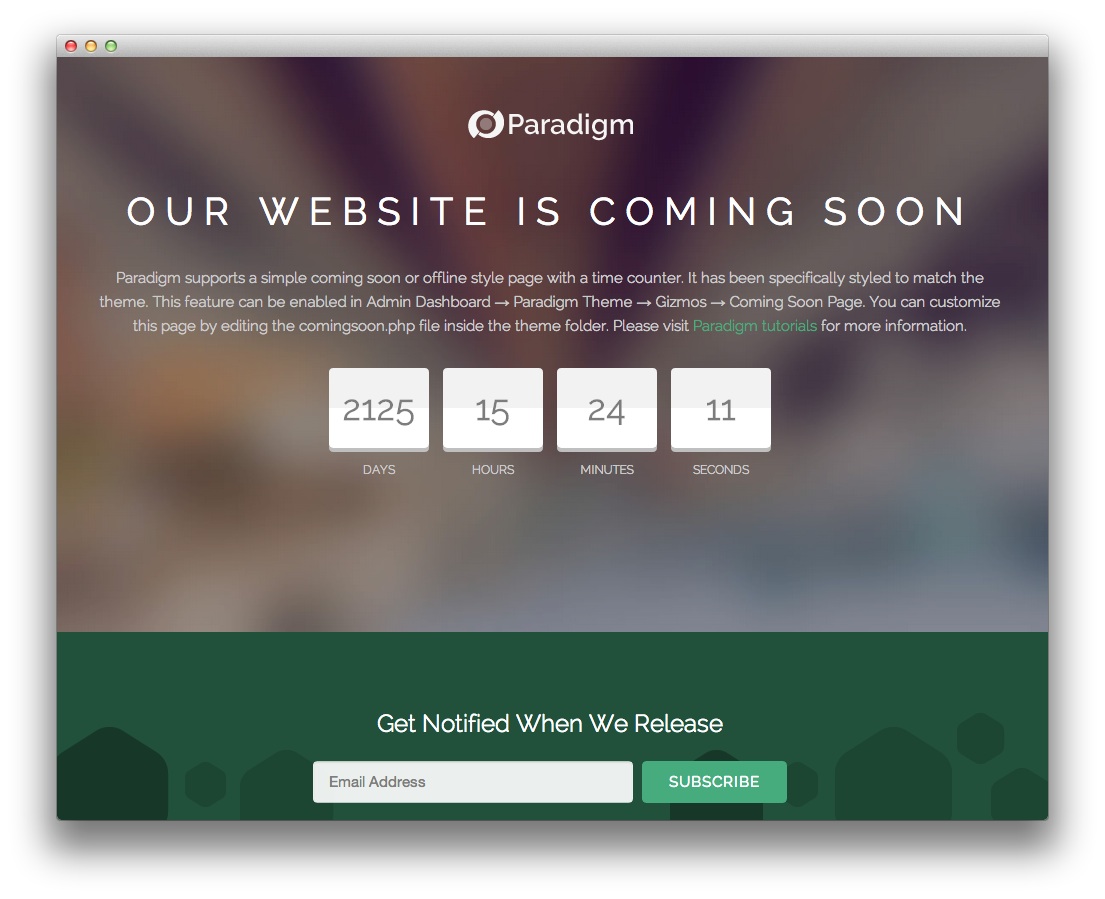 Paradigm
OUR WEBSITE IS COMING SOON
Paradigm supports a simple coming soon or offline style page with a time counter. It has been specifically styled to match the
theme. This feature can be enabled in Admin Dashboard → Paradigm Theme → Gizmos → Coming Soon Page. You can customize
this page by editing the comingsoon.php file inside the theme folder. Please visit Paradigm tutorials for more information.
2125 15 24 11
DAYS HOURS MINUTES SECONDS
Get Notified When We Release
Email Address SUBSCRIBE